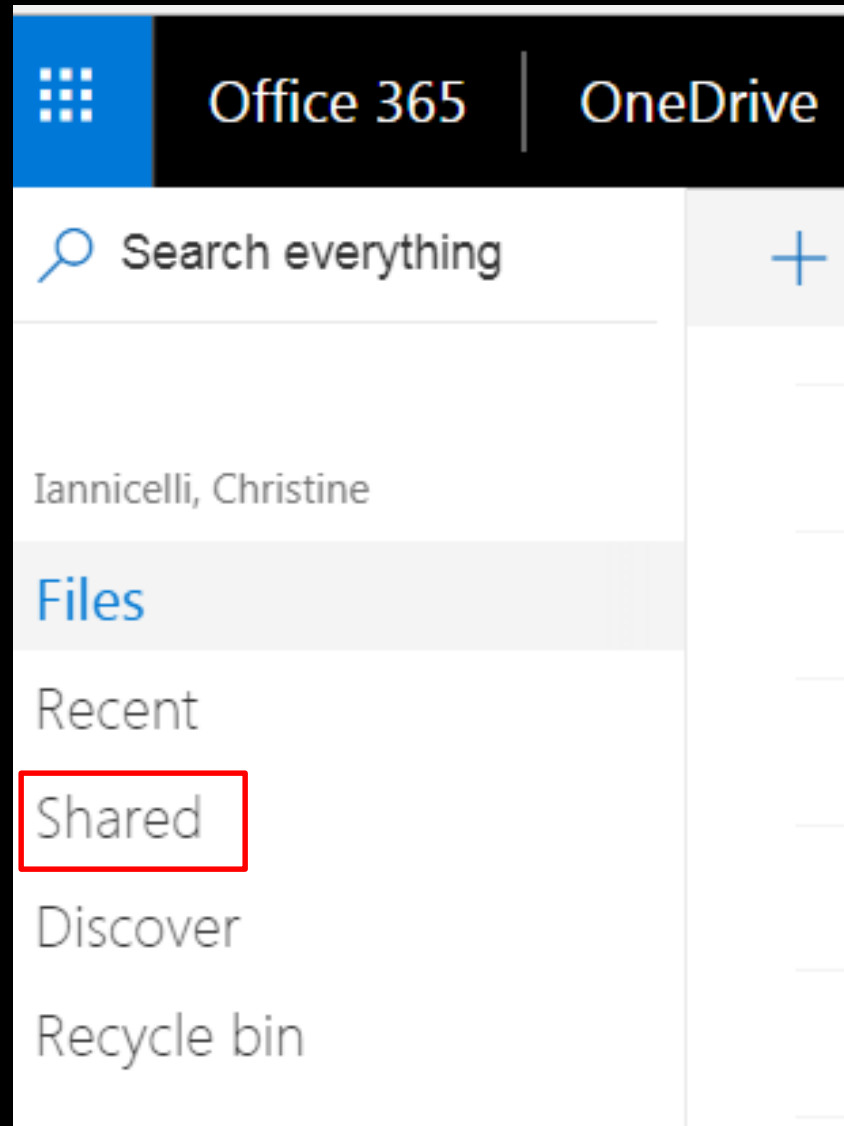 Office 365 OneDrive
Search everything
Iannicelli, Christine
Files
Recent
Shared
Discover
Recycle bin